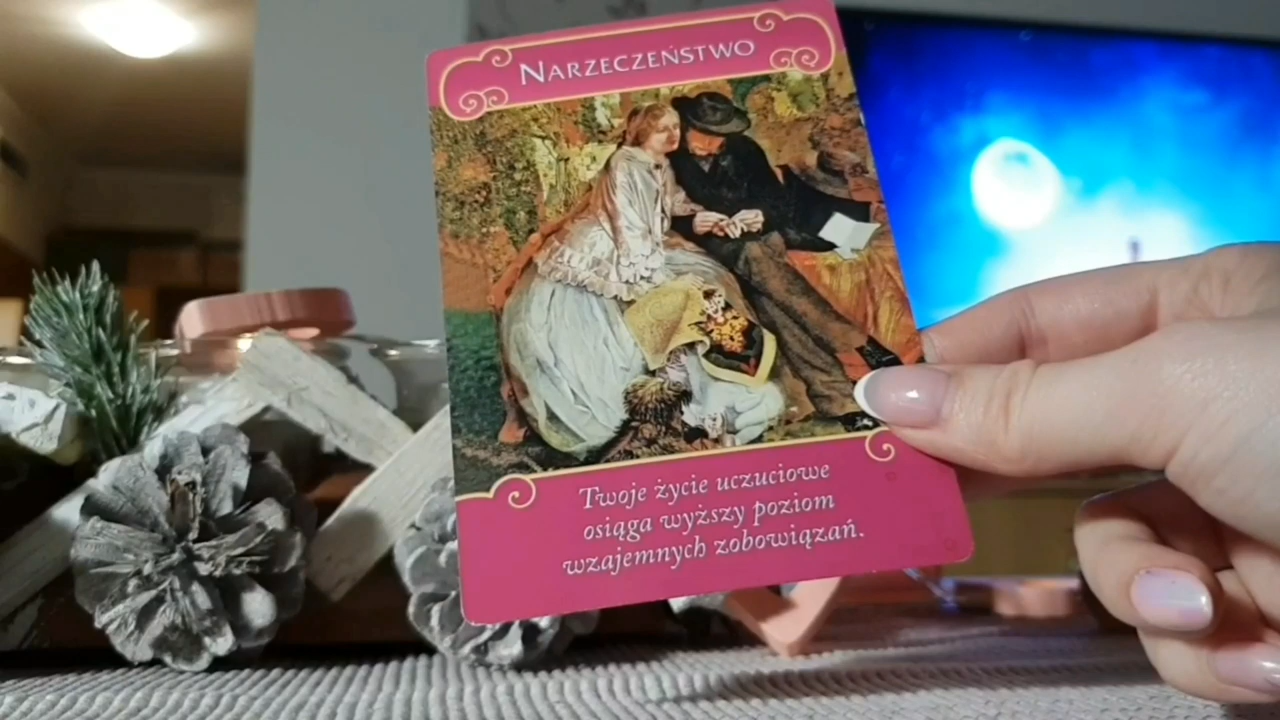 NARZECZEŃSTWO
Twoje życie uczuciowe
osiąga wyższy poziom
wzajemnych zobowiązań.